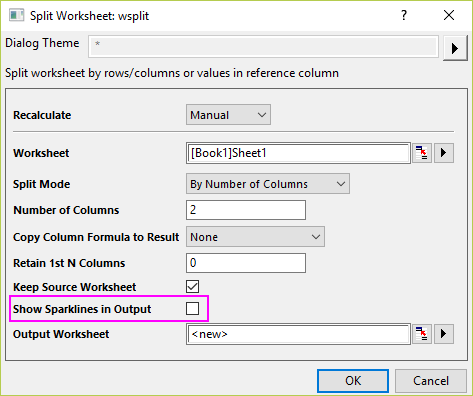 Split Worksheet: wsplit
Dialog Theme *
Split worksheet by rows/columns or values in reference column
Recalculate Manual
Worksheet [Book1]Sheet1
Split Mode By Number of Columns
Number of Columns 2
Copy Column Formula to Result None
Retain 1st N Columns 0
Keep Source Worksheet
Show Sparklines in Output
Output Worksheet <new>
OK Cancel